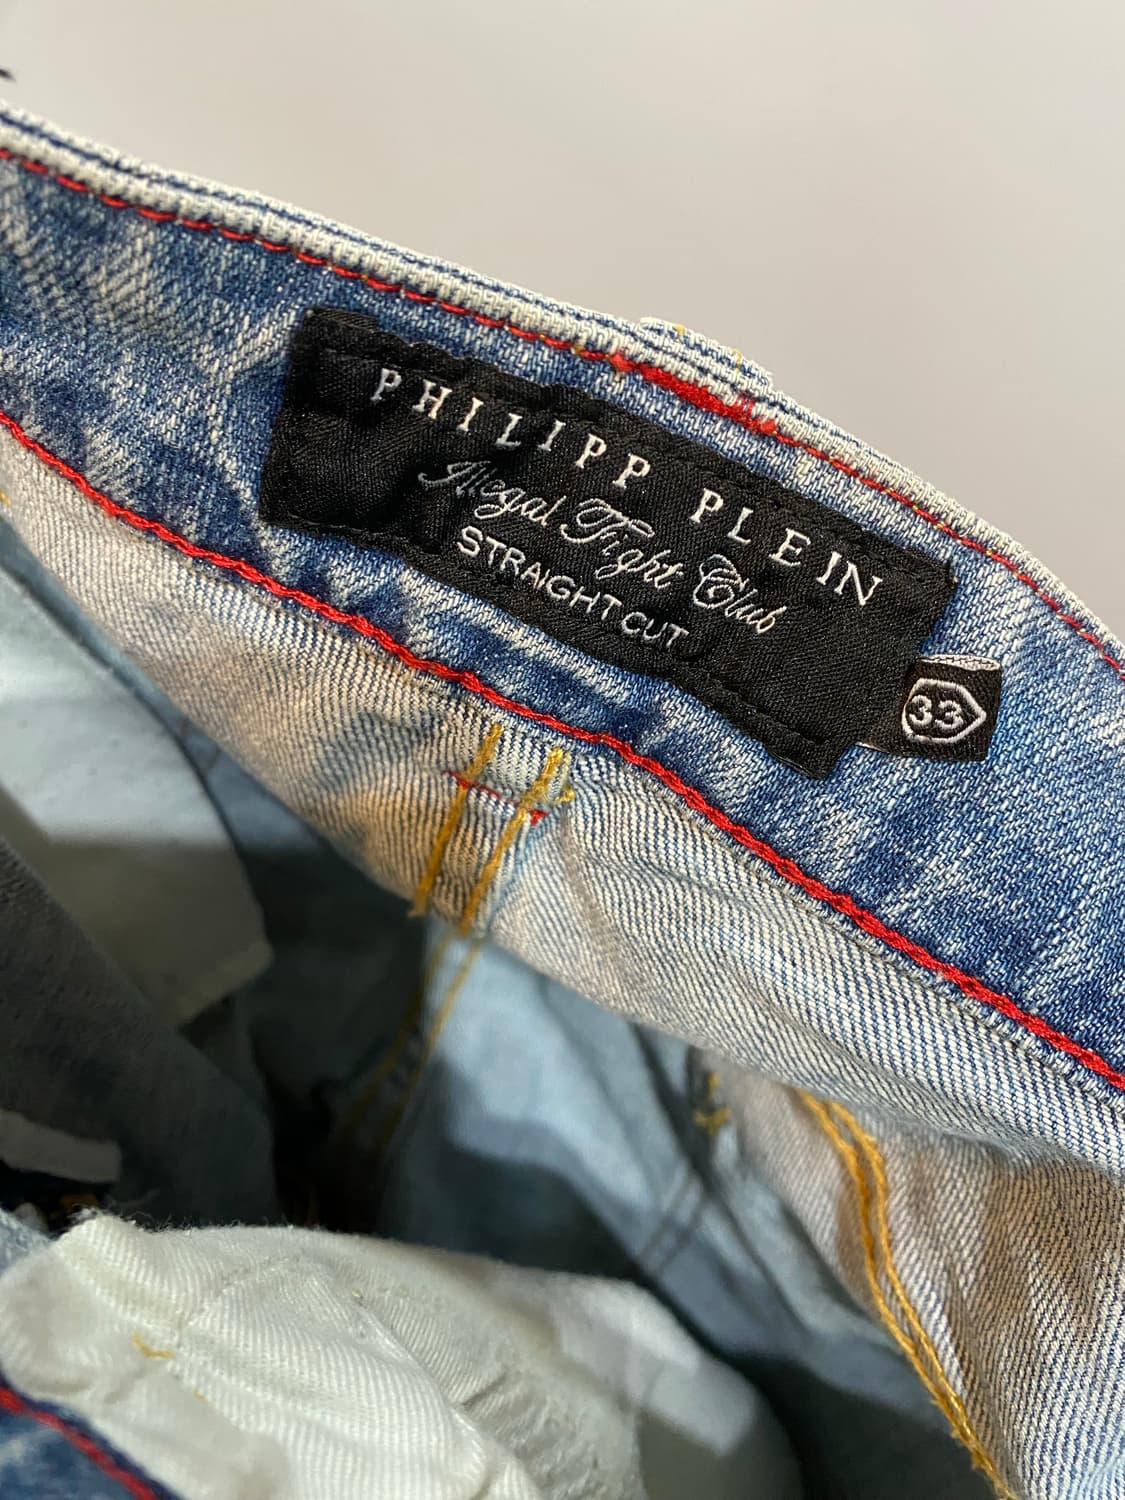 PHILIPP PLEIN
Illegal Fight Club
STRAIGHT CUT
33